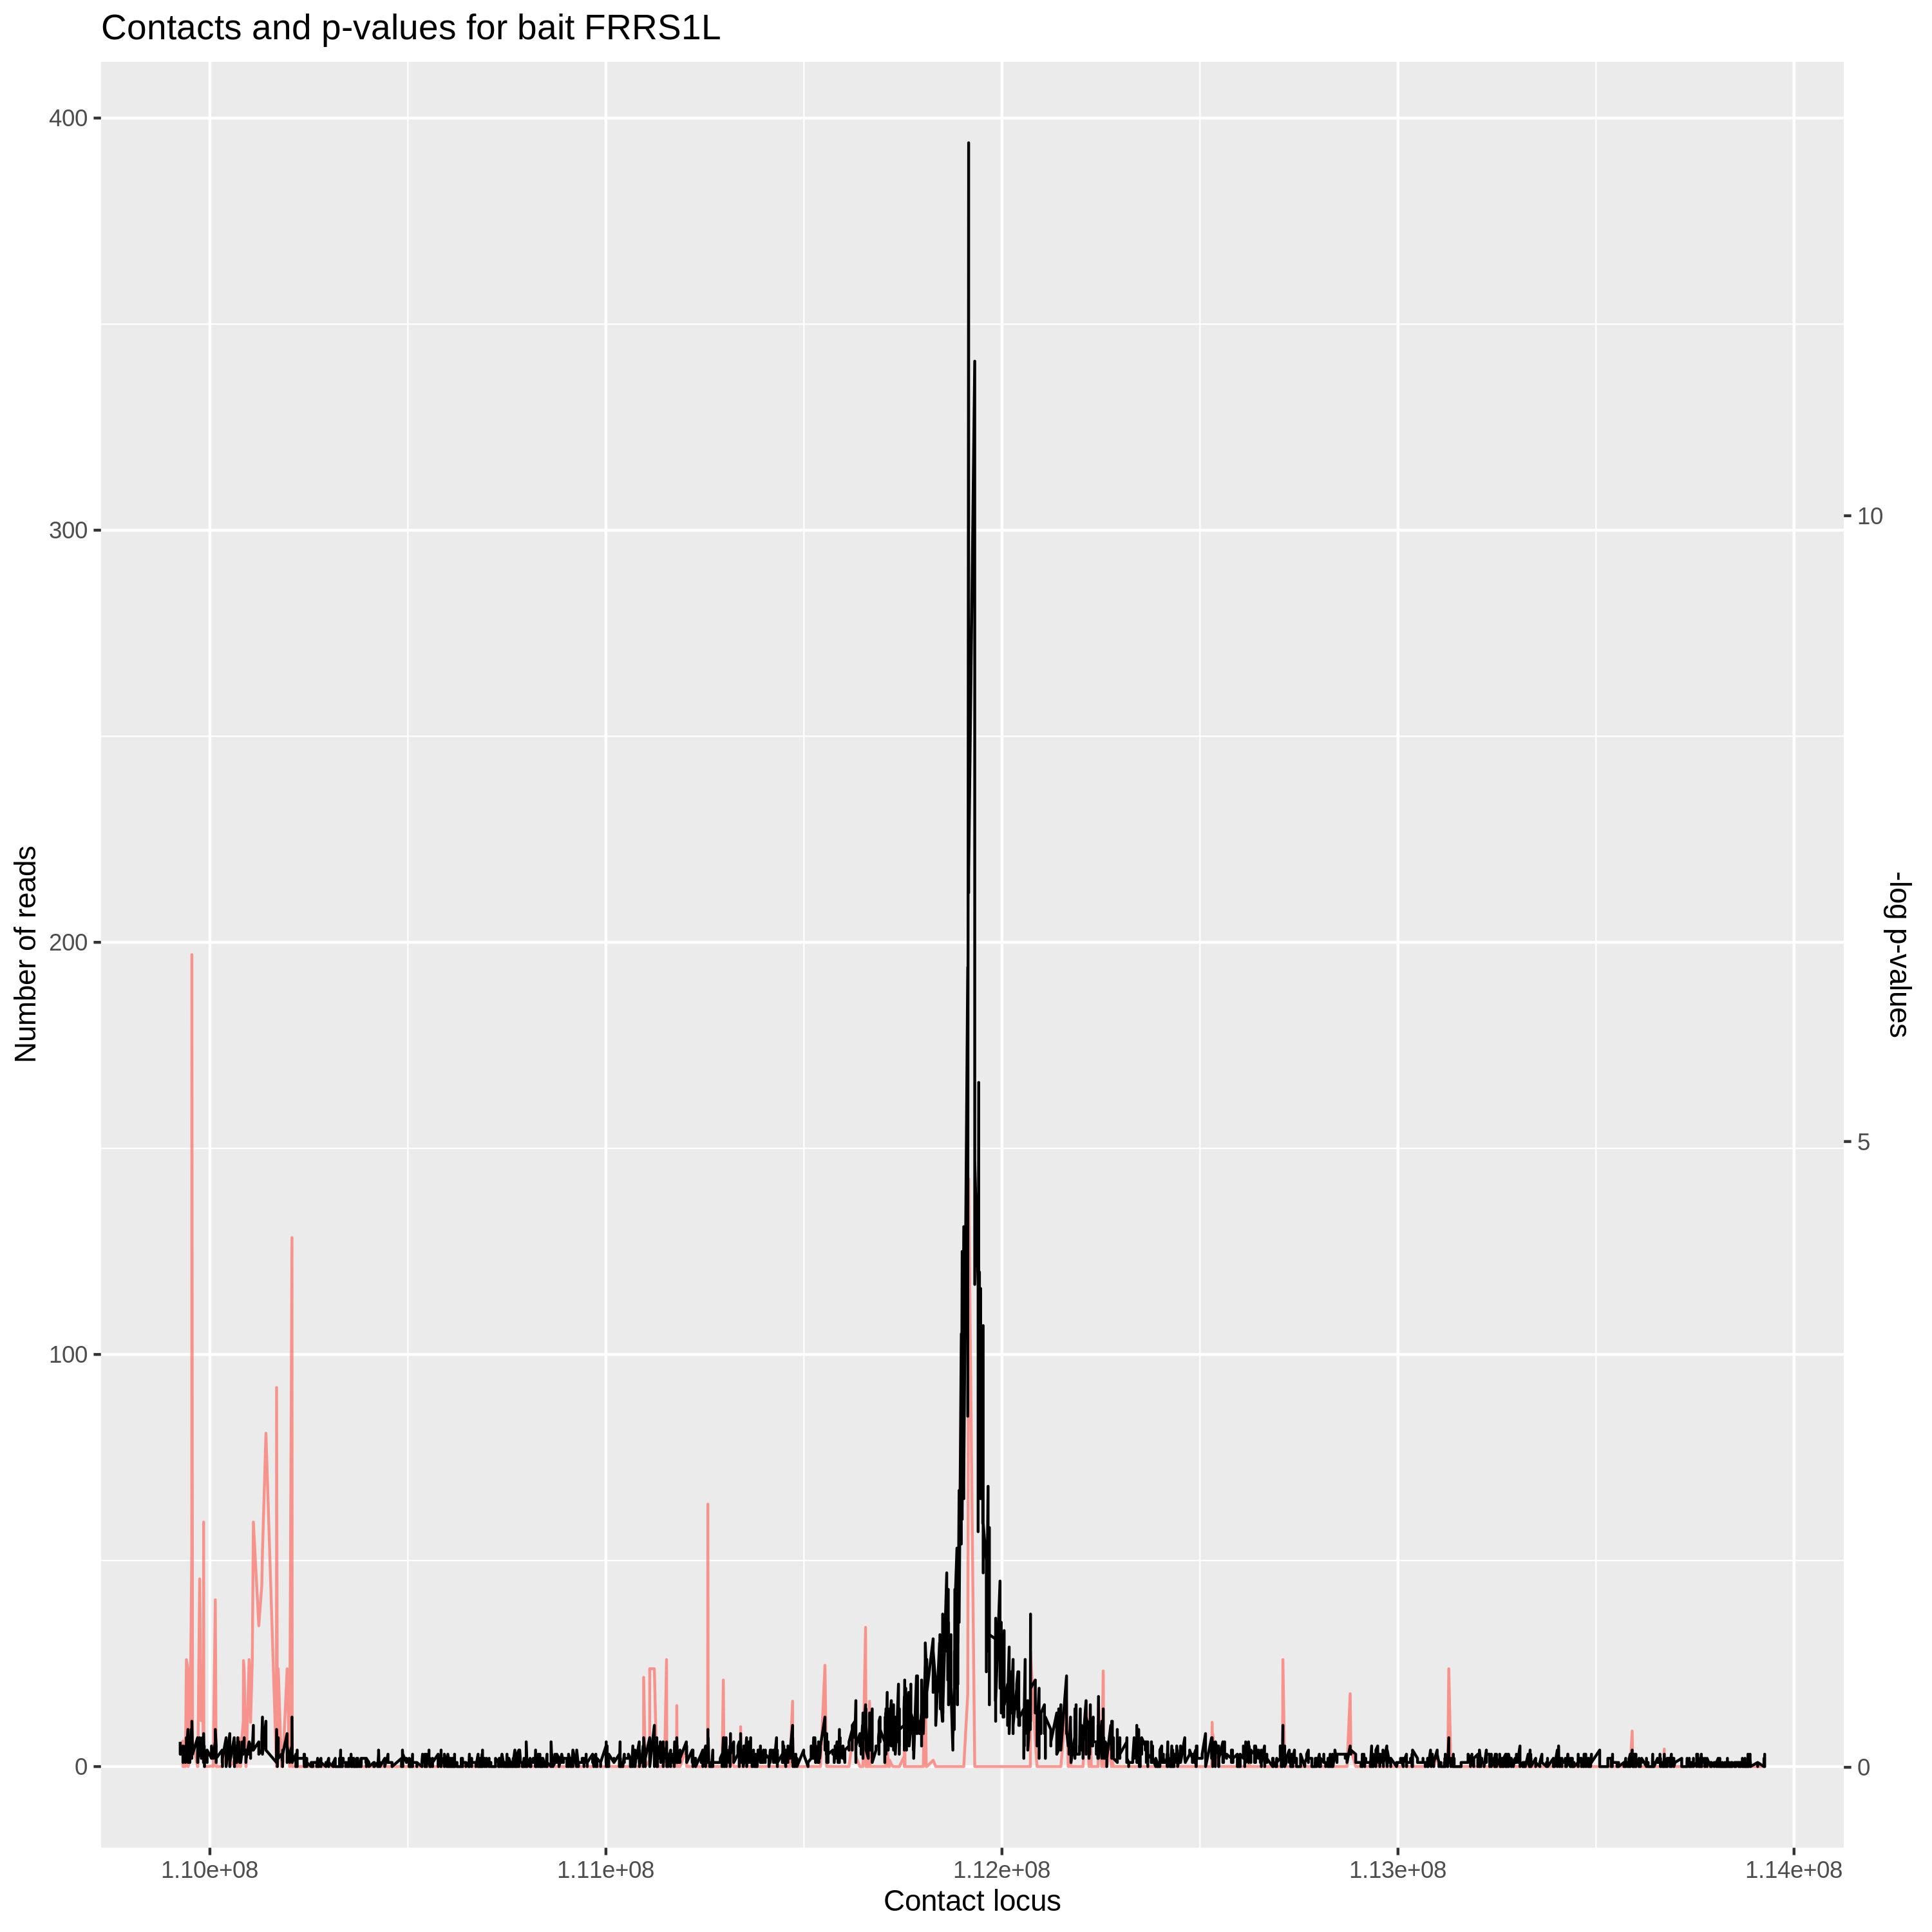 Contacts and p-values for bait FRRS1L
400
300
200
100
0
Number of reads
10
5
0
-log p-values
1.10e+08
1.11e+08
1.12e+08
1.13e+08
1.14e+08
Contact locus